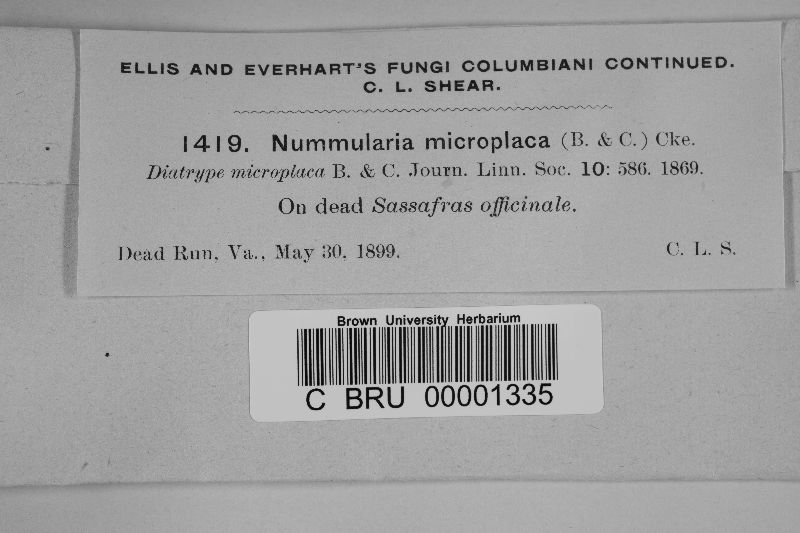 ELLIS AND EVERHART'S FUNGI COLUMBIANI CONTINUED.
C. L. SHEAR.
1419. Nummularia microplaca (B. & C.) Cke.
Diatrype microplaca B. & C. Journ. Linn. Soc. 10: 586. 1869.
On dead Sassafras officinale.
Dead Run, Va., May 30, 1899. C. L. S.
Brown University Herbarium
C BRU 00001335